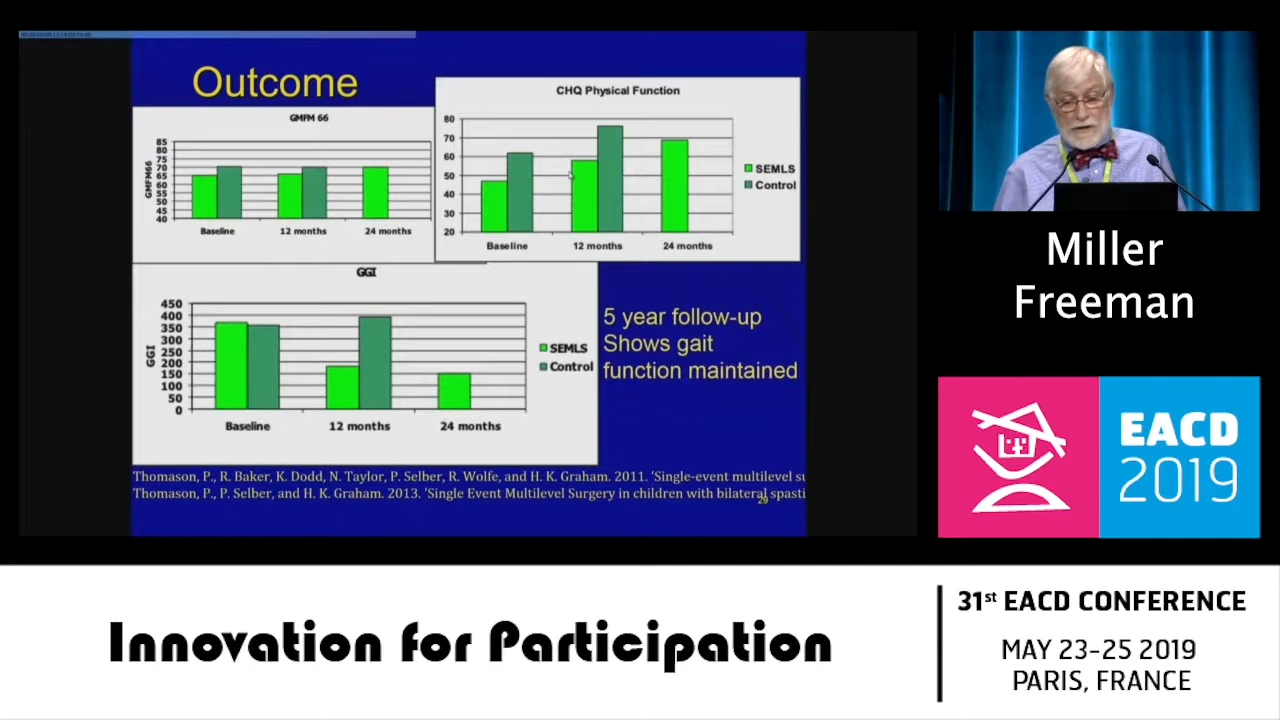 Outcome
GMFM 66
GMFM66
85
80
75
70
65
60
55
50
45
40
Baseline 12 months 24 months
CHQ Physical Function
80
70
60
50
40
30
20
Baseline 12 months 24 months
SEMLS
Control
GGI
GGI
450
400
350
300
250
200
150
100
50
0
Baseline 12 months 24 months
SEMLS
Control
5 year follow-up
Shows gait
function maintained
Thomason, P., R. Baker, K. Dodd, N. Taylor, P. Selber, R. Wolfe, and H. K. Graham. 2011. 'Single-event multilevel su
Thomason, P., P. Selber, and H. K. Graham. 2013. 'Single Event Multilevel Surgery in children with bilateral spasti
29
Miller
Freeman
EACD
2019
Innovation for Participation
31st EACD CONFERENCE
MAY 23-25 2019
PARIS, FRANCE